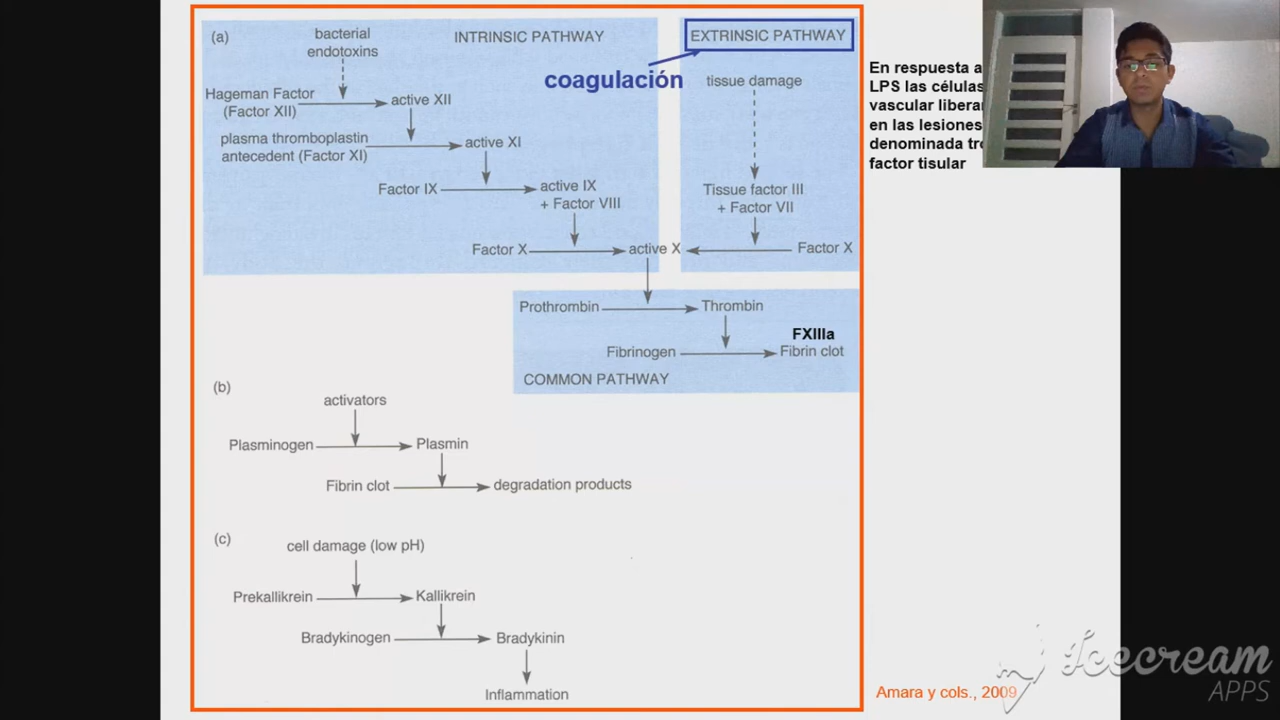 (a)
bacterial
endotoxins
INTRINSIC PATHWAY
EXTRINSIC PATHWAY
coagulación
tissue damage
Hageman Factor
(Factor XII)
active XII
plasma thromboplastin
antecedent (Factor XI)
active XI
Factor IX
active IX
+ Factor VIII
Tissue factor III
+ Factor VII
Factor X
active X
Factor X
Prothrombin
Thrombin
FXIIIa
Fibrinogen
Fibrin clot
COMMON PATHWAY
(b)
activators
Plasminogen
Plasmin
Fibrin clot
degradation products
(c)
cell damage (low pH)
Prekallikrein
Kallikrein
Bradykinogen
Bradykinin
Inflammation
En respuesta a
LPS las células
vascular
en las lesiones
denominada
factor tisular
Amara y cols., 2009
Icecream
APPS